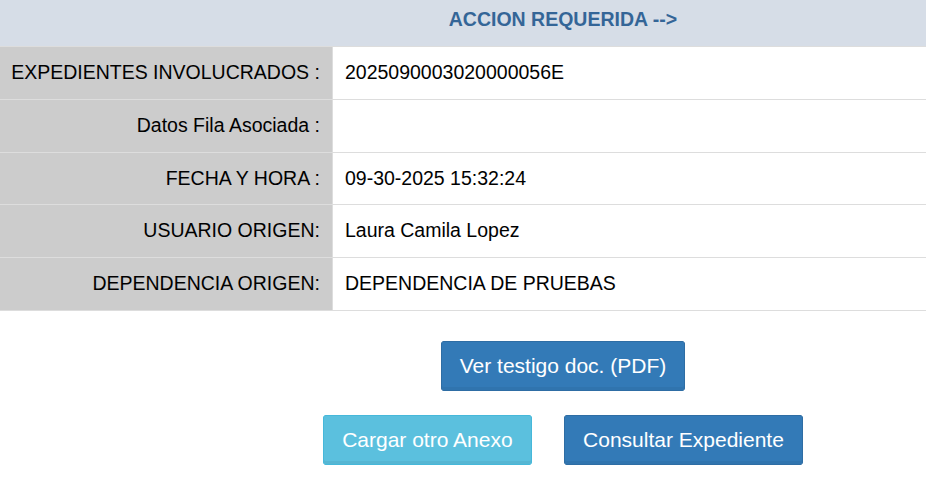 ACCION REQUERIDA -->
EXPEDIENTES INVOLUCRADOS : 2025090003020000056E
Datos Fila Asociada :
FECHA Y HORA : 09-30-2025 15:32:24
USUARIO ORIGEN: Laura Camila Lopez
DEPENDENCIA ORIGEN: DEPENDENCIA DE PRUEBAS
Ver testigo doc. (PDF)
Cargar otro Anexo Consultar Expediente